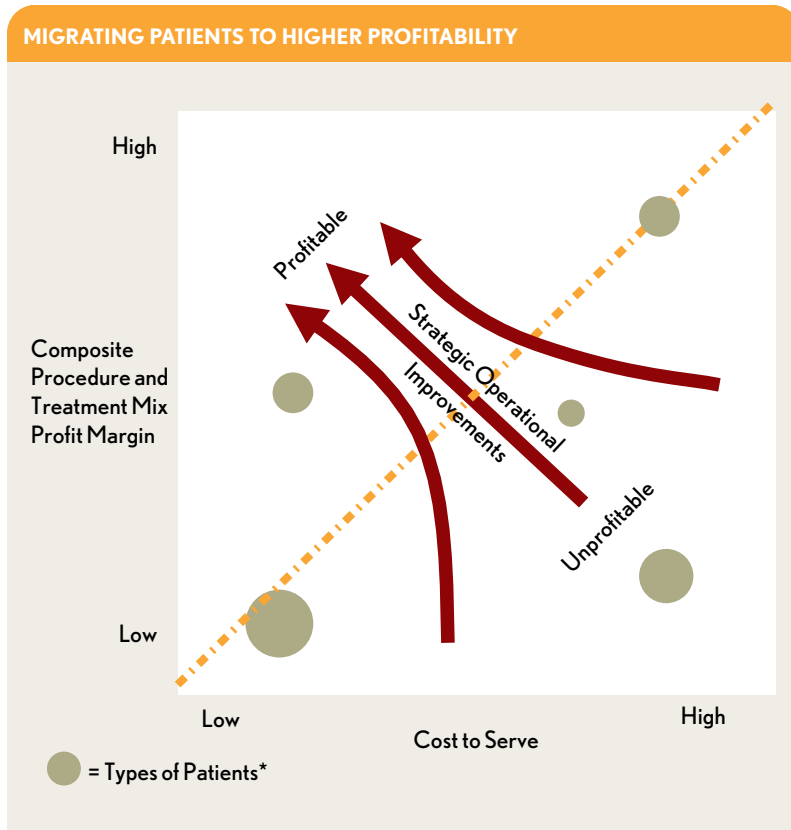 MIGRATING PATIENTS TO HIGHER PROFITABILITY
High
Profitable
Strategic Operational
Improvements
Composite
Procedure and
Treatment Mix
Profit Margin
Unprofitable
Low
Low
High
Cost to Serve
= Types of Patients*